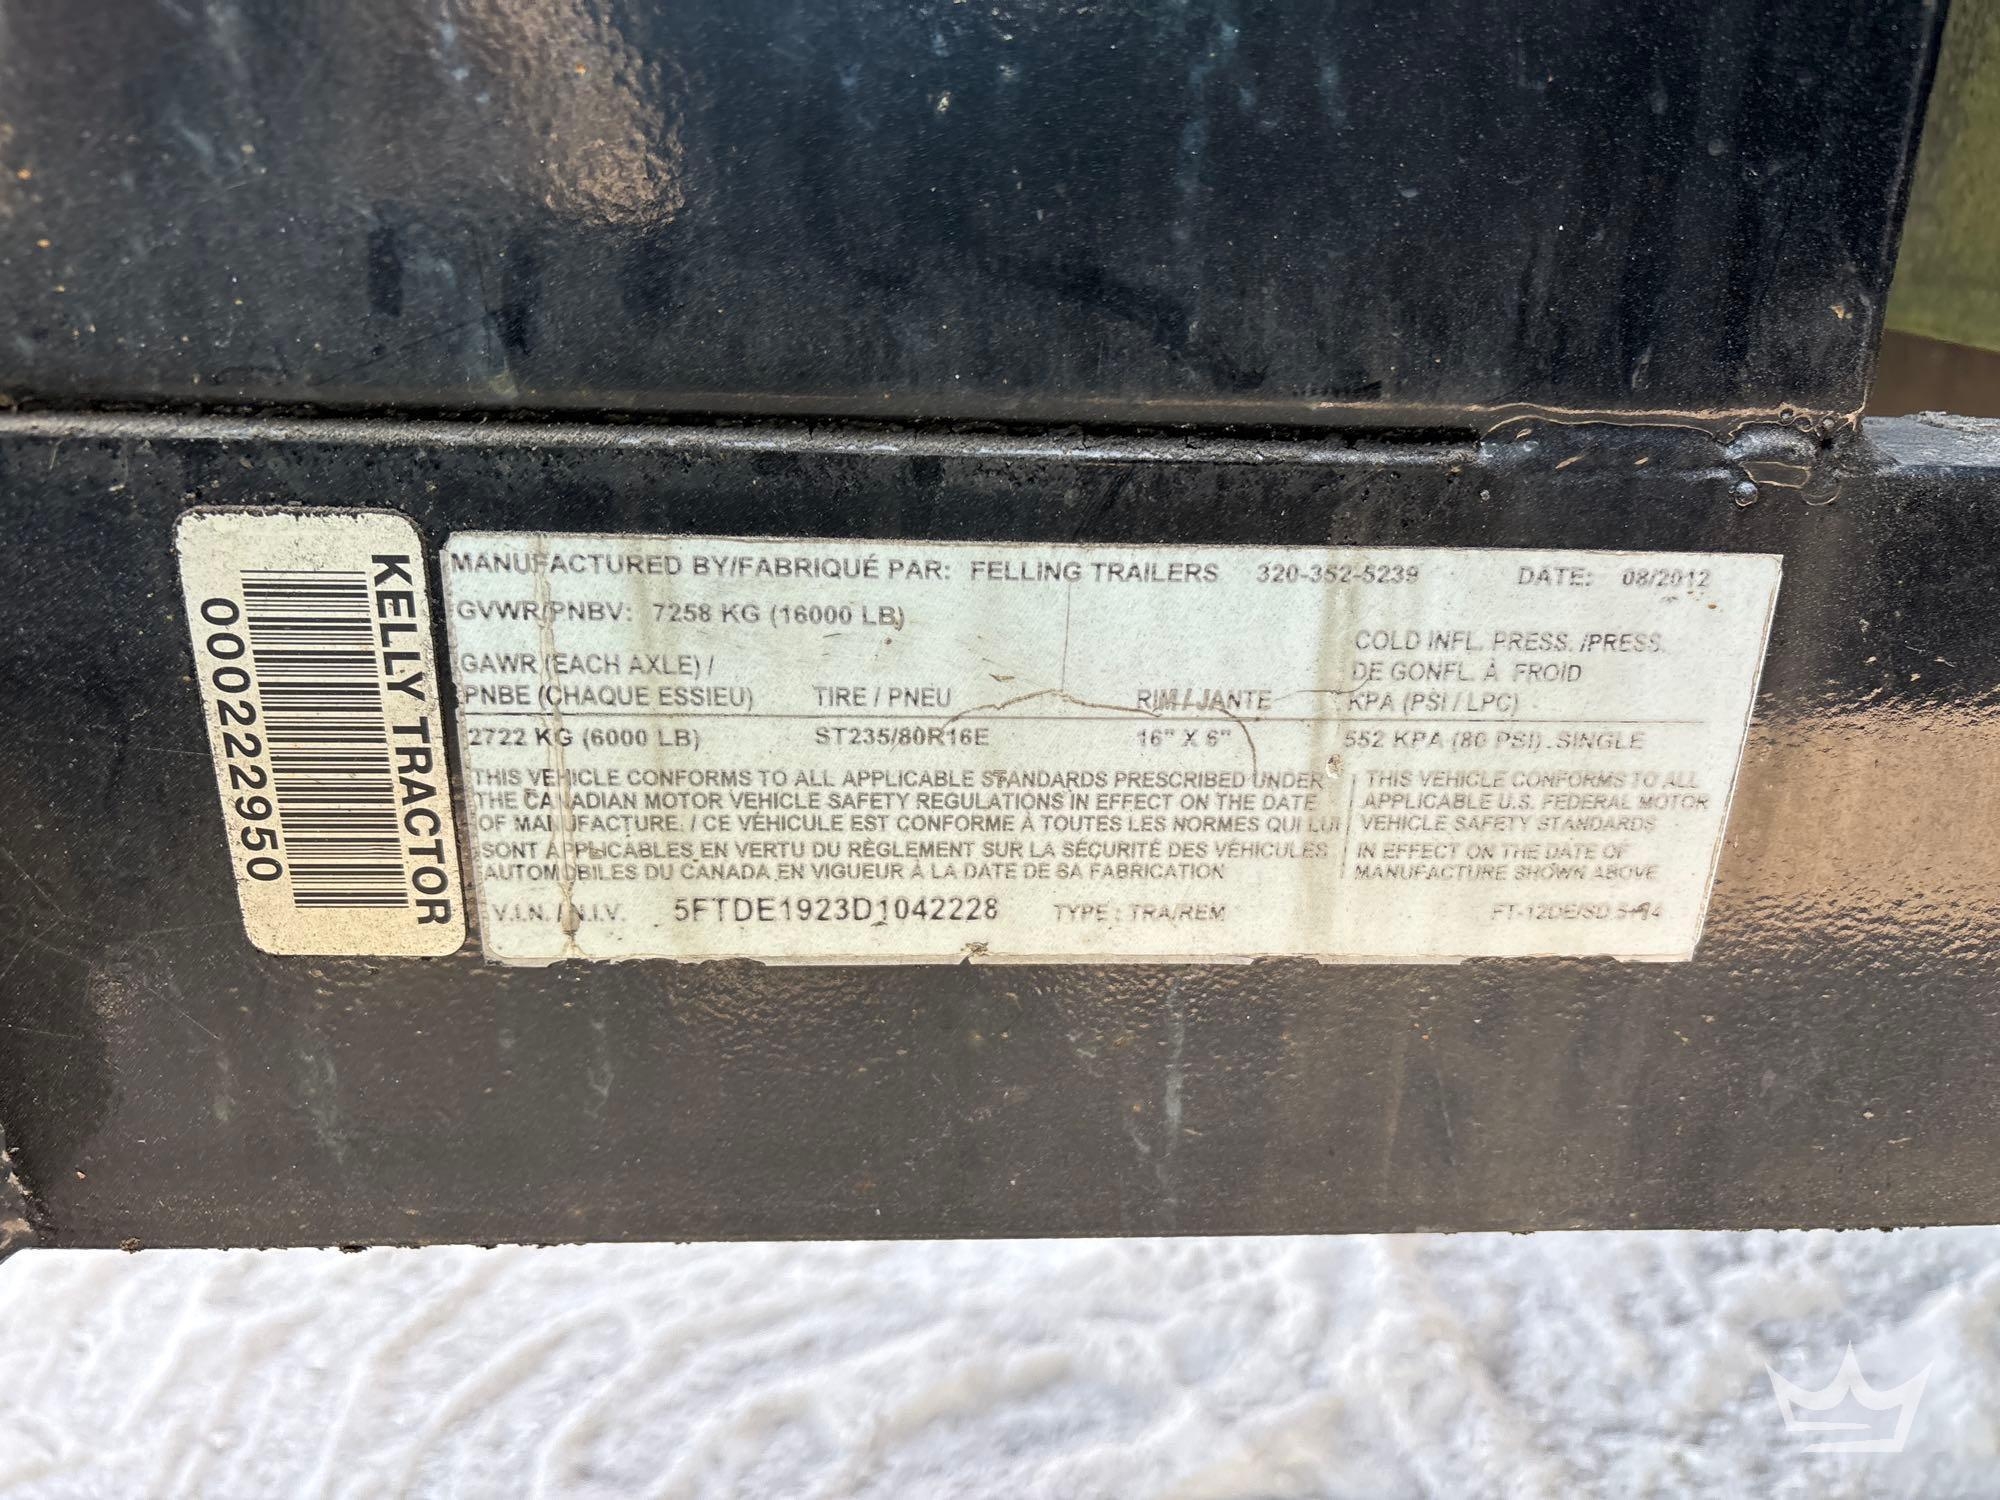 KELLY TRACTOR
000222950
MANUFACTURED BY/FABRIQUÉ PAR: FELLING TRAILERS 320-352-5239 DATE: 08/2012
GVWR/PNBV: 7258 KG (16000 LB)
GAWR (EACH AXLE) /
PNBE (CHAQUE ESSIEU) TIRE / PNEU RIM / JANTE
COLD INFL. PRESS. /PRESS.
DE GONFL. À FROID
KPA (PSI / LPC)
2722 KG (6000 LB) ST235/80R16E 16" X 6" 552 KPA (80 PSI) SINGLE
THIS VEHICLE CONFORMS TO ALL APPLICABLE STANDARDS PRESCRIBED UNDER
THE CANADIAN MOTOR VEHICLE SAFETY REGULATIONS IN EFFECT ON THE DATE
OF MANUFACTURE. / CE VÉHICULE EST CONFORME À TOUTES LES NORMES QUI LUI
SONT APPLICABLES EN VERTU DU RÈGLEMENT SUR LA SÉCURITÉ DES VÉHICULES
AUTOMOBILES DU CANADA EN VIGUEUR À LA DATE DE SA FABRICATION
THIS VEHICLE CONFORMS TO ALL
APPLICABLE U.S. FEDERAL MOTOR
VEHICLE SAFETY STANDARDS
IN EFFECT ON THE DATE OF
MANUFACTURE SHOWN ABOVE
V.I.N. / N.I.V. 5FTDE1923D1042228 TYPE : TRA/REM FT-12DE/SD